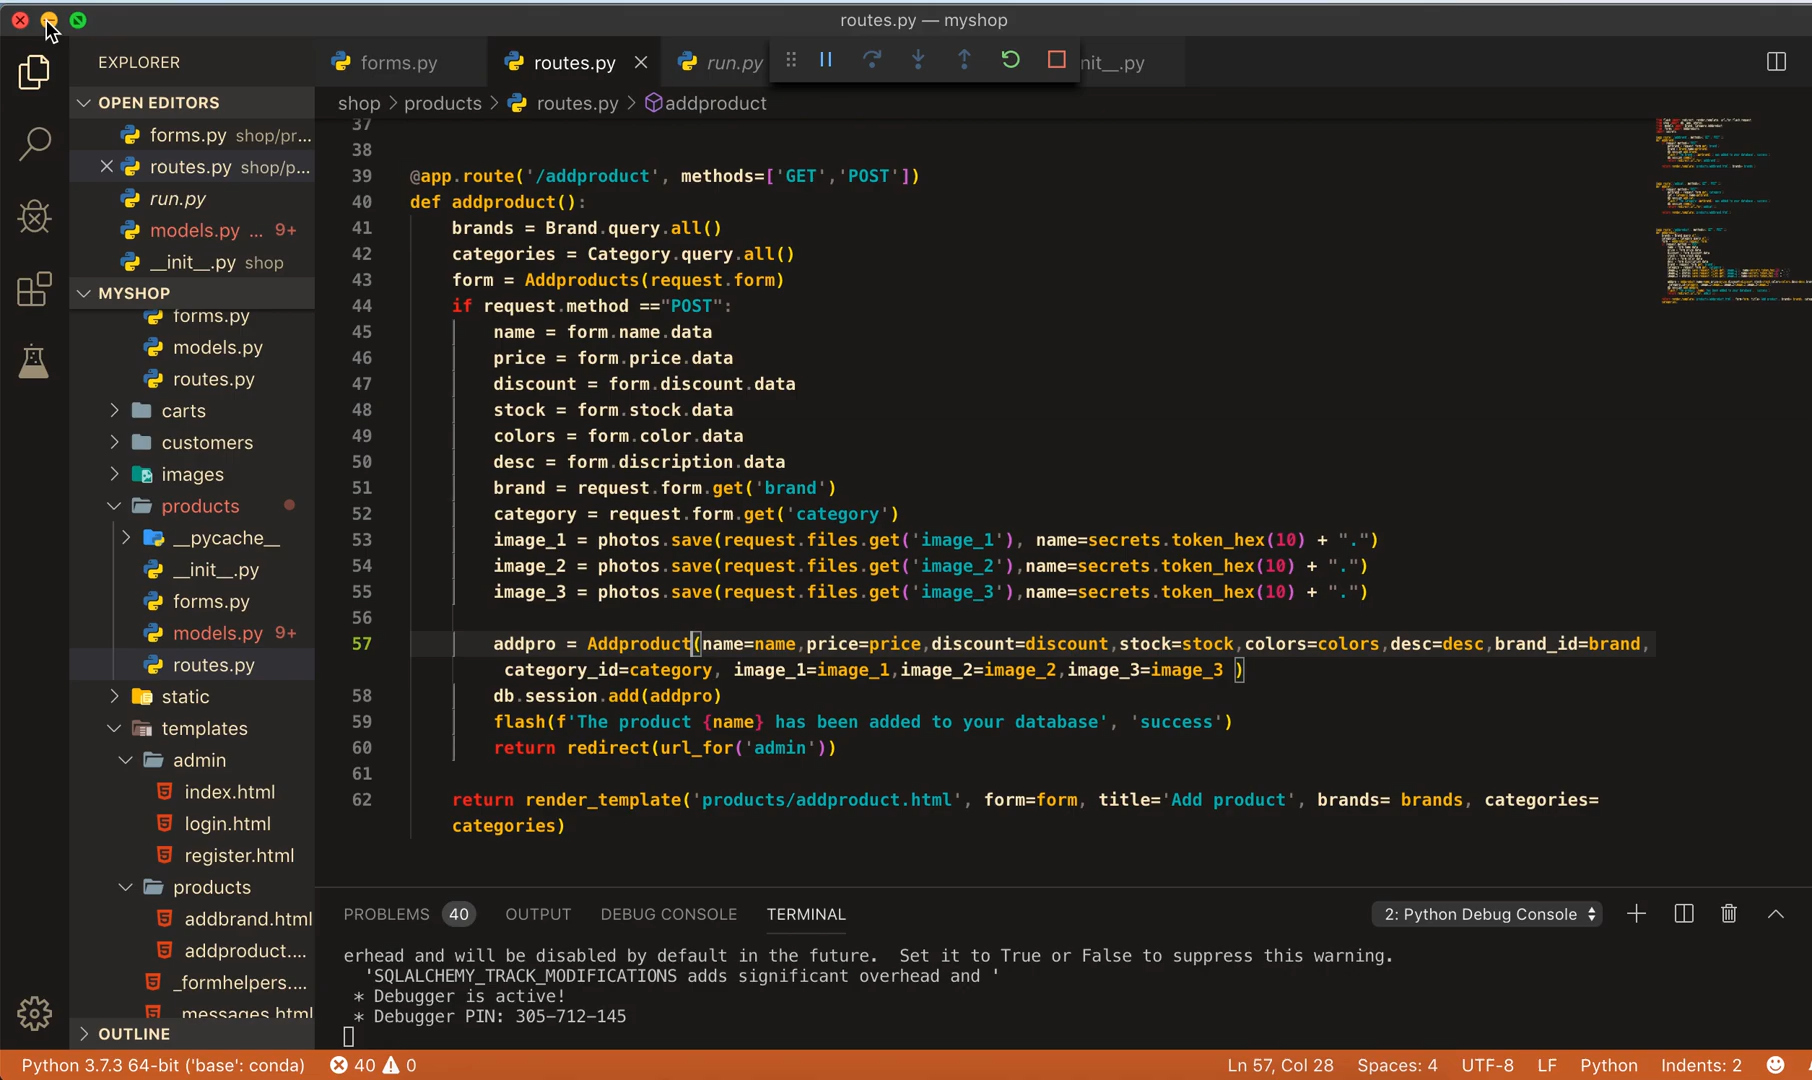 routes.py — myshop
EXPLORER
forms.py
routes.py
run.py
nit__.py
OPEN EDITORS
forms.py shop/pr...
routes.py shop/p...
run.py
models.py ... 9+
__init__.py shop
MYSHOP
forms.py
models.py
routes.py
carts
customers
images
products
__pycache__
__init__.py
forms.py
models.py 9+
routes.py
static
templates
admin
index.html
login.html
register.html
products
addbrand.html
addproduct....
_formhelpers....
_messages.html
OUTLINE
shop > products > routes.py > addproduct
37
38
39 @app.route('/addproduct', methods=['GET','POST'])
40 def addproduct():
41 brands = Brand.query.all()
42 categories = Category.query.all()
43 form = Addproducts(request.form)
44 if request.method =="POST":
45 name = form.name.data
46 price = form.price.data
47 discount = form.discount.data
48 stock = form.stock.data
49 colors = form.color.data
50 desc = form.discription.data
51 brand = request.form.get('brand')
52 category = request.form.get('category')
53 image_1 = photos.save(request.files.get('image_1'), name=secrets.token_hex(10) + ".")
54 image_2 = photos.save(request.files.get('image_2'),name=secrets.token_hex(10) + ".")
55 image_3 = photos.save(request.files.get('image_3'),name=secrets.token_hex(10) + ".")
56
57 addpro = Addproduct(name=name,price=price,discount=discount,stock=stock,colors=colors,desc=desc,brand_id=brand,
category_id=category, image_1=image_1,image_2=image_2,image_3=image_3 )
58 db.session.add(addpro)
59 flash(f'The product {name} has been added to your database', 'success')
60 return redirect(url_for('admin'))
61
62 return render_template('products/addproduct.html', form=form, title='Add product', brands= brands, categories=
categories)
PROBLEMS 40 OUTPUT DEBUG CONSOLE TERMINAL 2: Python Debug Console
erhead and will be disabled by default in the future.  Set it to True or False to suppress this warning.
'SQLALCHEMY_TRACK_MODIFICATIONS adds significant overhead and '
* Debugger is active!
* Debugger PIN: 305-712-145
Python 3.7.3 64-bit ('base': conda) 40 0 Ln 57, Col 28 Spaces: 4 UTF-8 LF Python Indents: 2